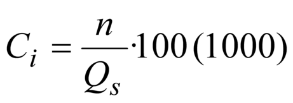 C_i = \frac{n}{Q_s} \cdot 100 (1000)